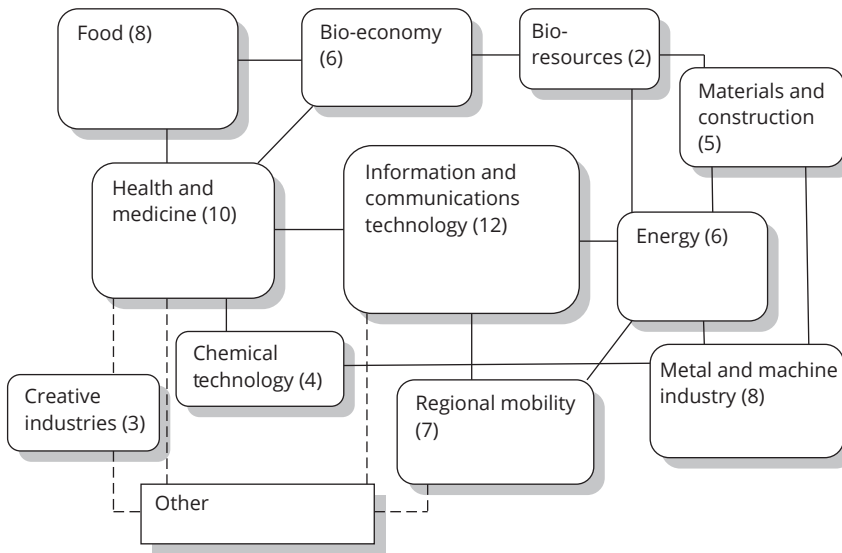 Food (8)
Bio-economy
(6)
Bio-
resources (2)
Materials and
construction
(5)
Health and
medicine (10)
Information and
communications
technology (12)
Energy (6)
Chemical
technology (4)
Creative
industries (3)
Regional mobility
(7)
Metal and machine
industry (8)
Other